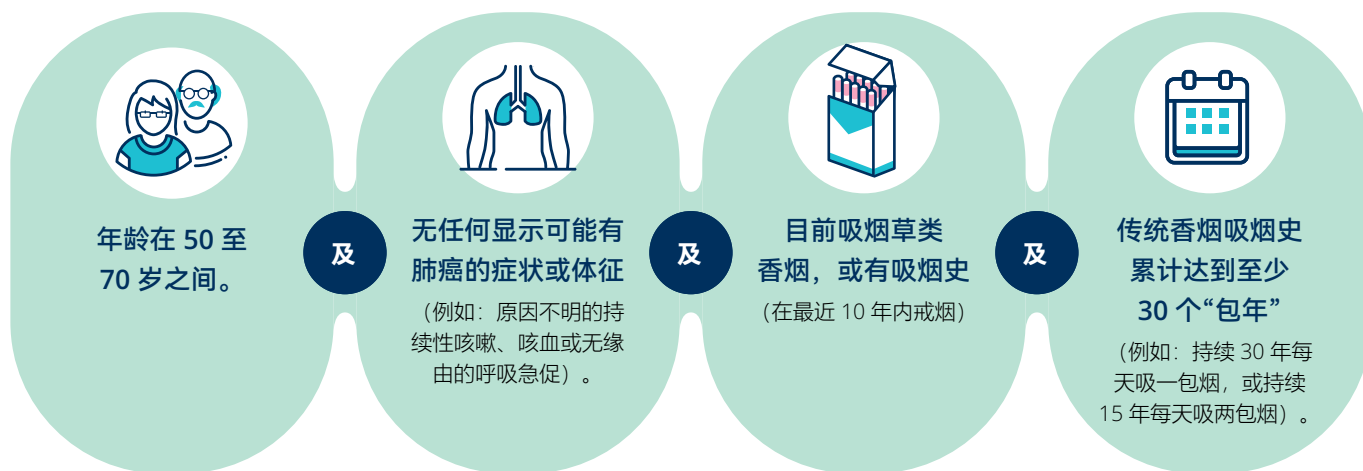 年龄在 50 至
70 岁之间。
及
无任何显示可能有
肺癌的症状或体征
（例如：原因不明的持
续性咳嗽、咳血或无缘
由的呼吸急促）。
及
目前吸烟草类
香烟，或有吸烟史
（在最近 10 年内戒烟）
及
传统香烟吸烟史
累计达到至少
30 个“包年”
（例如：持续 30 年每
天吸一包烟，或持续
15 年每天吸两包烟）。